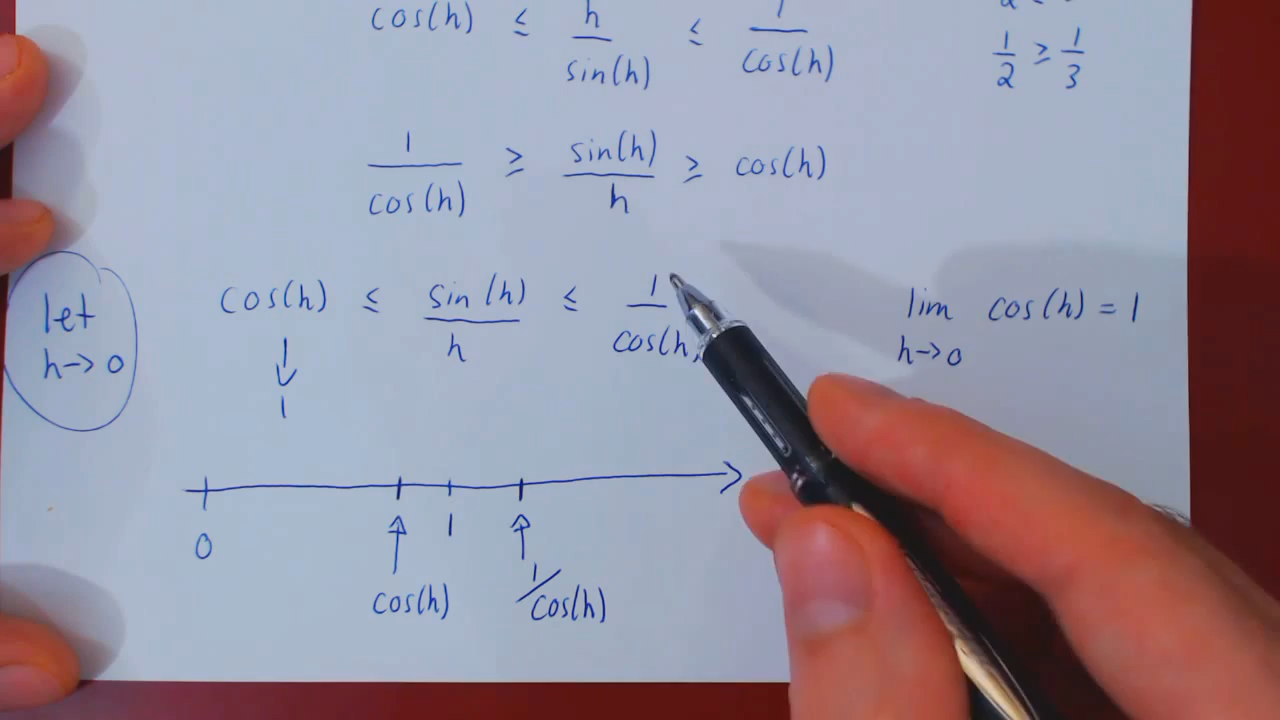 cos(h) ≤ h/sin(h) ≤ 1/cos(h)
1/2 ≥ 1/3
1/cos(h) ≥ sin(h)/h ≥ cos(h)
let
h→0
cos(h) ≤ sin(h)/h ≤ 1/cos(h
↓
1
lim cos(h) = 1
h→0
0
1
cos(h)
1/cos(h)